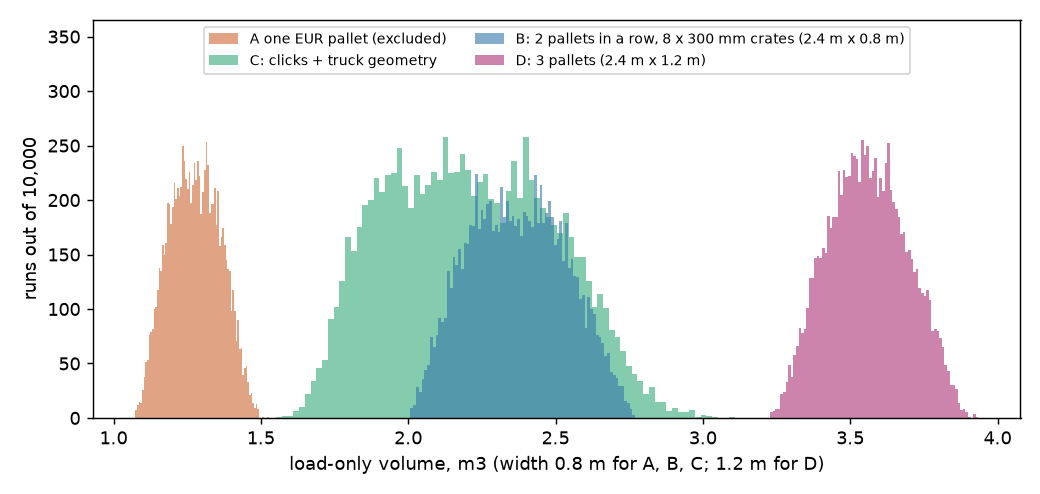 A one EUR pallet (excluded)
C: clicks + truck geometry
B: 2 pallets in a row, 8 x 300 mm crates (2.4 m x 0.8 m)
D: 3 pallets (2.4 m x 1.2 m)
runs out of 10,000
350
300
250
200
150
100
50
0
1.0 1.5 2.0 2.5 3.0 3.5 4.0
load-only volume, m3 (width 0.8 m for A, B, C; 1.2 m for D)